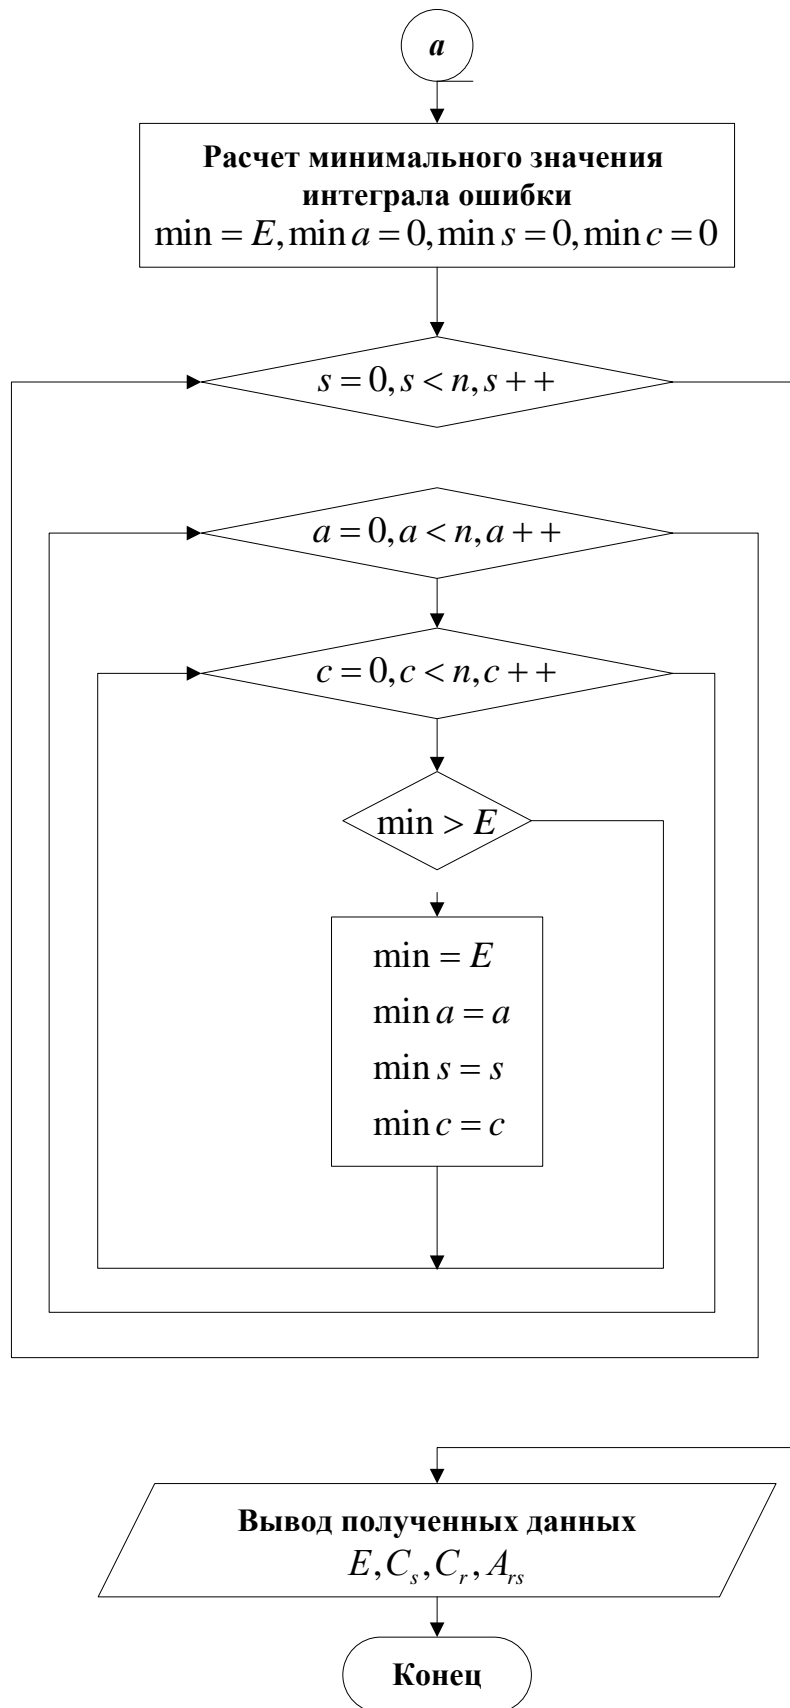 a
Расчет минимального значения
интеграла ошибки
min = E, min a = 0, min s = 0, min c = 0
s = 0, s < n, s + +
a = 0, a < n, a + +
c = 0, c < n, c + +
min > E
min = E
min a = a
min s = s
min c = c
Вывод полученных данных
E, C_s, C_r, A_rs
Конец